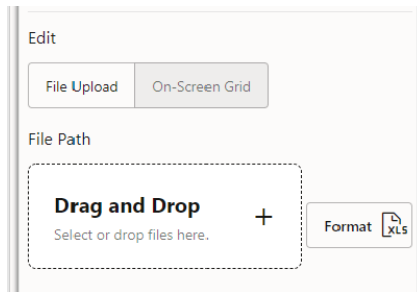 Edit
File Upload On-Screen Grid
File Path
Drag and Drop
Select or drop files here.
+
Format XLS